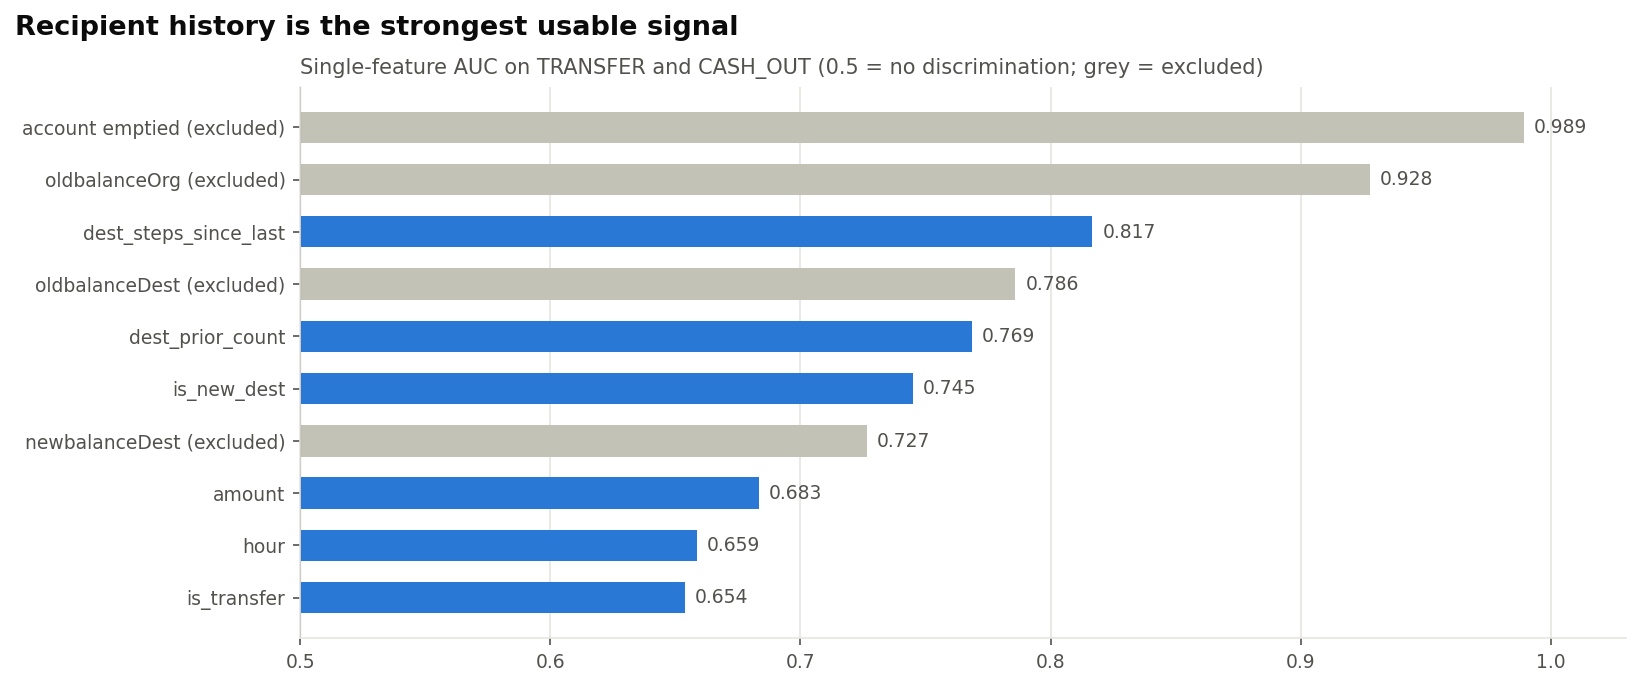 Recipient history is the strongest usable signal
Single-feature AUC on TRANSFER and CASH_OUT (0.5 = no discrimination; grey = excluded)
account emptied (excluded) 0.989
oldbalanceOrg (excluded) 0.928
dest_steps_since_last 0.817
oldbalanceDest (excluded) 0.786
dest_prior_count 0.769
is_new_dest 0.745
newbalanceDest (excluded) 0.727
amount 0.683
hour 0.659
is_transfer 0.654
0.5 0.6 0.7 0.8 0.9 1.0